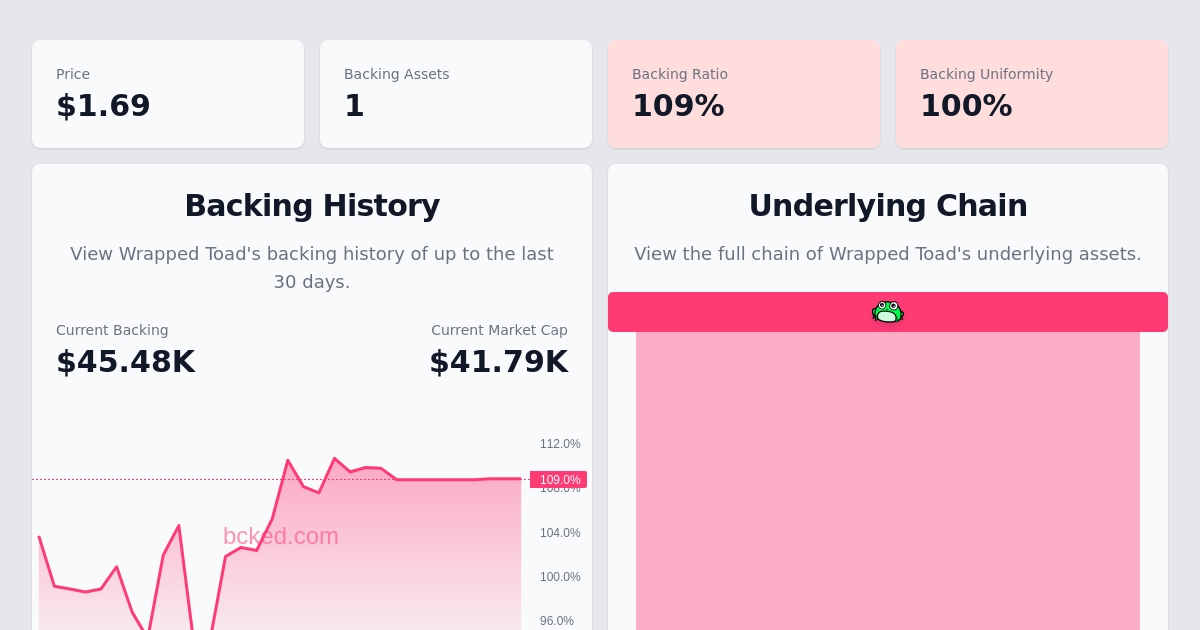 Price
$1.69
Backing Assets
1
Backing Ratio
109%
Backing Uniformity
100%
Backing History
View Wrapped Toad's backing history of up to the last
30 days.
Current Backing
$45.48K
Current Market Cap
$41.79K
112.0%
109.0%
108.0%
104.0%
100.0%
96.0%
bcked.com
Underlying Chain
View the full chain of Wrapped Toad's underlying assets.